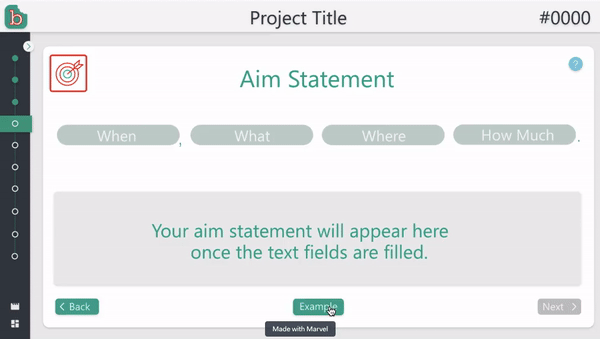 b
Project Title
#0000
?
Aim Statement
When , What Where How Much .
Your aim statement will appear here
once the text fields are filled.
< Back
Example
Next >
Made with Marvel